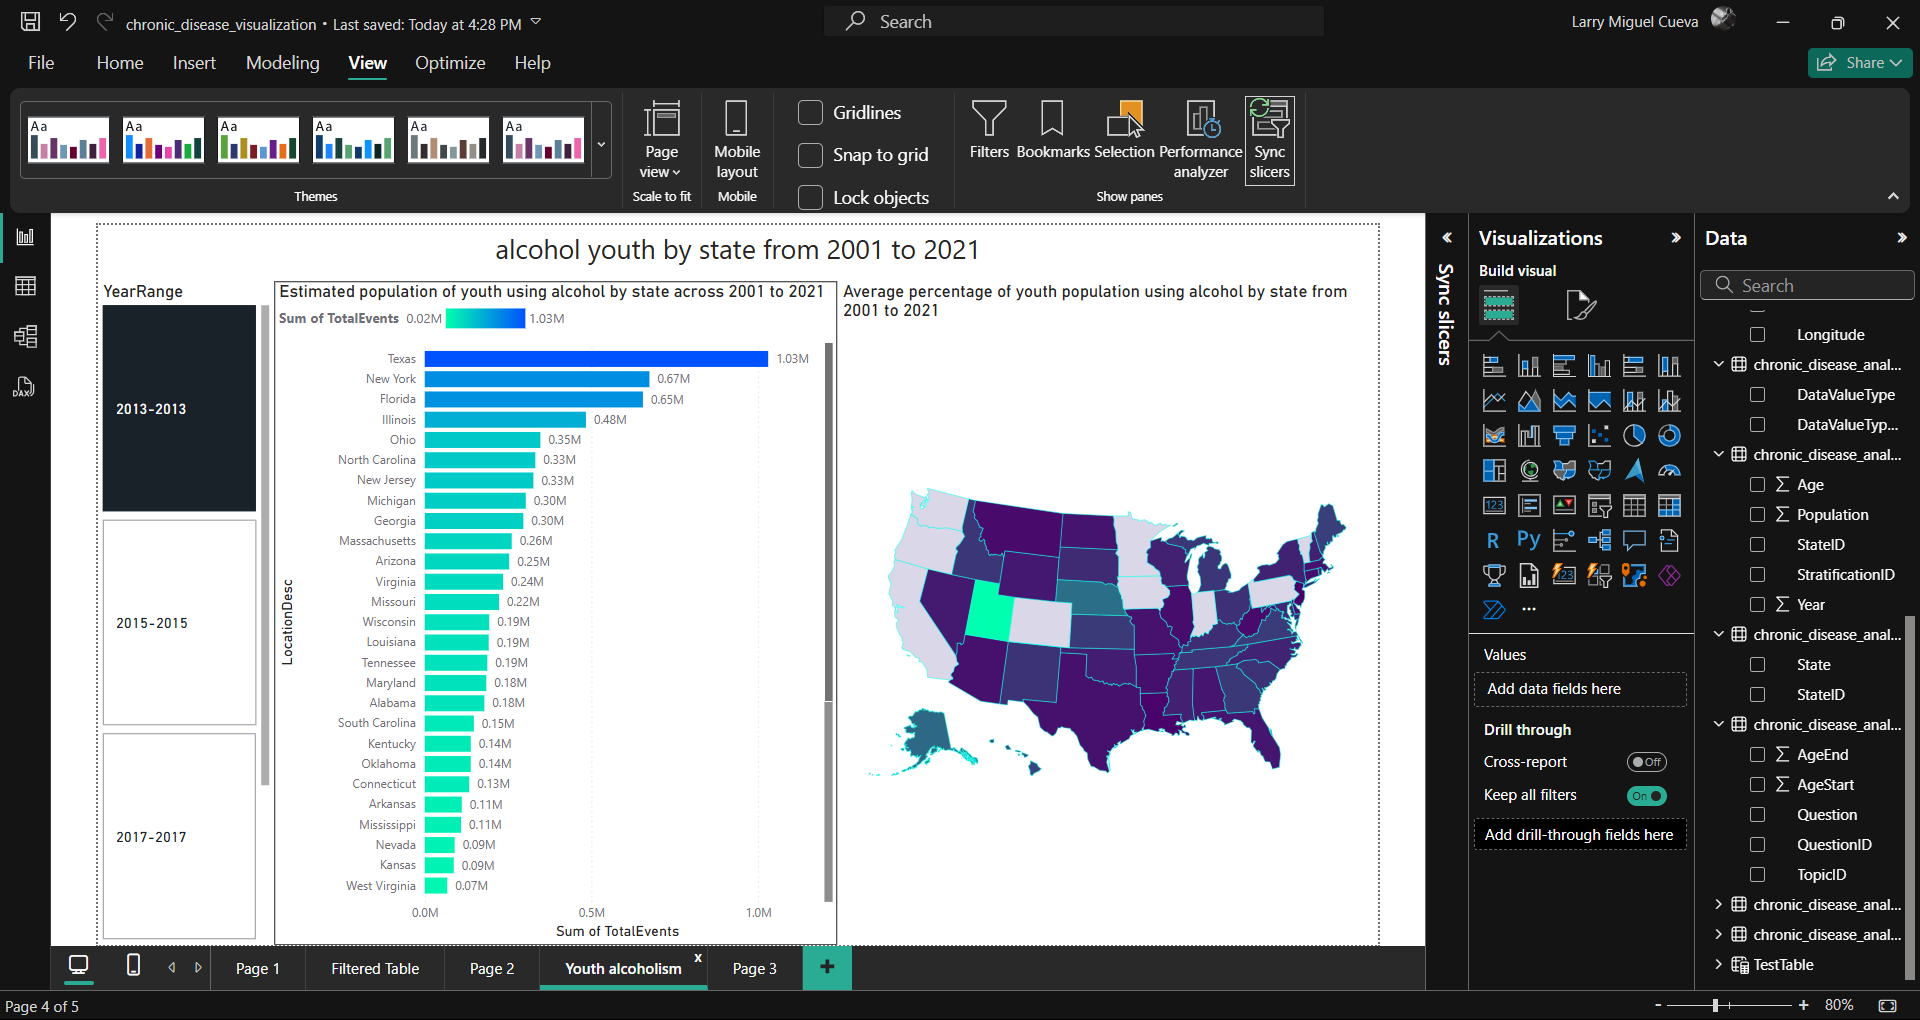 chronic_disease_visualization • Last saved: Today at 4:28 PM
Search
Larry Miguel Cueva
File
Home
Insert
Modeling
View
Optimize
Help
Share
Aa
Aa
Aa
Aa
Aa
Aa
Themes
Page view
Scale to fit
Mobile layout
Mobile
Gridlines
Snap to grid
Lock objects
Filters
Bookmarks
Selection
Performance analyzer
Sync slicers
Show panes
DAX
alcohol youth by state from 2001 to 2021
YearRange
2013-2013
2015-2015
2017-2017
Estimated population of youth using alcohol by state across 2001 to 2021
Sum of TotalEvents 0.02M 1.03M
LocationDesc
Texas 1.03M
New York 0.67M
Florida 0.65M
Illinois 0.48M
Ohio 0.35M
North Carolina 0.33M
New Jersey 0.33M
Michigan 0.30M
Georgia 0.30M
Massachusetts 0.26M
Arizona 0.25M
Virginia 0.24M
Missouri 0.22M
Wisconsin 0.19M
Louisiana 0.19M
Tennessee 0.19M
Maryland 0.18M
Alabama 0.18M
South Carolina 0.15M
Kentucky 0.14M
Oklahoma 0.14M
Connecticut 0.13M
Arkansas 0.11M
Mississippi 0.11M
Nevada 0.09M
Kansas 0.09M
West Virginia 0.07M
0.0M 0.5M 1.0M
Sum of TotalEvents
Average percentage of youth population using alcohol by state from
2001 to 2021
Sync slicers
Visualizations
Build visual
123
R
Py
123
Values
Add data fields here
Drill through
Cross-report
Off
Keep all filters
On
Add drill-through fields here
Data
Search
Longitude
chronic_disease_anal...
DataValueType
DataValueTyp...
chronic_disease_anal...
Age
Population
StateID
StratificationID
Year
chronic_disease_anal...
State
StateID
chronic_disease_anal...
AgeEnd
AgeStart
Question
QuestionID
TopicID
chronic_disease_anal...
chronic_disease_anal...
TestTable
Page 1
Filtered Table
Page 2
Youth alcoholism
x
Page 3
+
Page 4 of 5
- + 80%